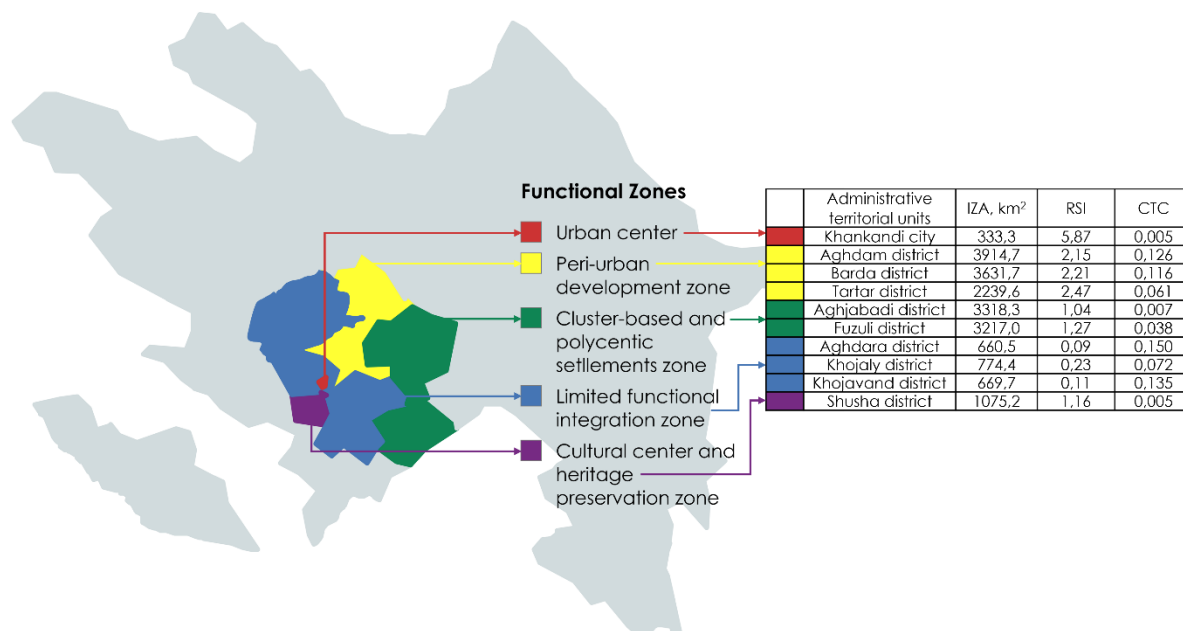 Functional Zones
Urban center
Peri-urban
development zone
Cluster-based and
polycentic
setllements zone
Limited functional
integration zone
Cultural center and
heritage
preservation zone
Administrative territorial units IZA, km² RSI CTC
Khankandi city 333,3 5,87 0,005
Aghdam district 3914,7 2,15 0,126
Barda district 3631,7 2,21 0,116
Tartar district 2239,6 2,47 0,061
Aghjabadi district 3318,3 1,04 0,007
Fuzuli district 3217,0 1,27 0,038
Aghdara district 660,5 0,09 0,150
Khojaly district 774,4 0,23 0,072
Khojavand district 669,7 0,11 0,135
Shusha district 1075,2 1,16 0,005